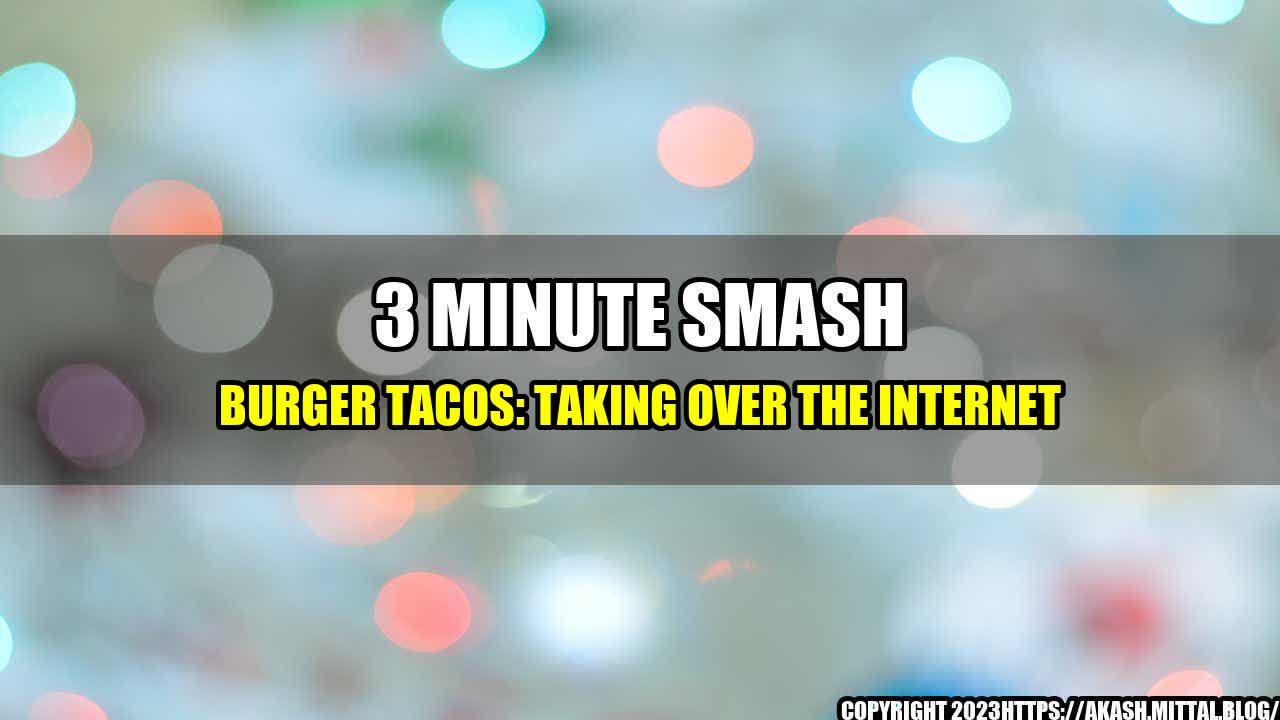 3 MINUTE SMASH
BURGER TACOS: TAKING OVER THE INTERNET
COPYRIGHT 2023HTTPS://AKASH.MITTAL.BLOG/